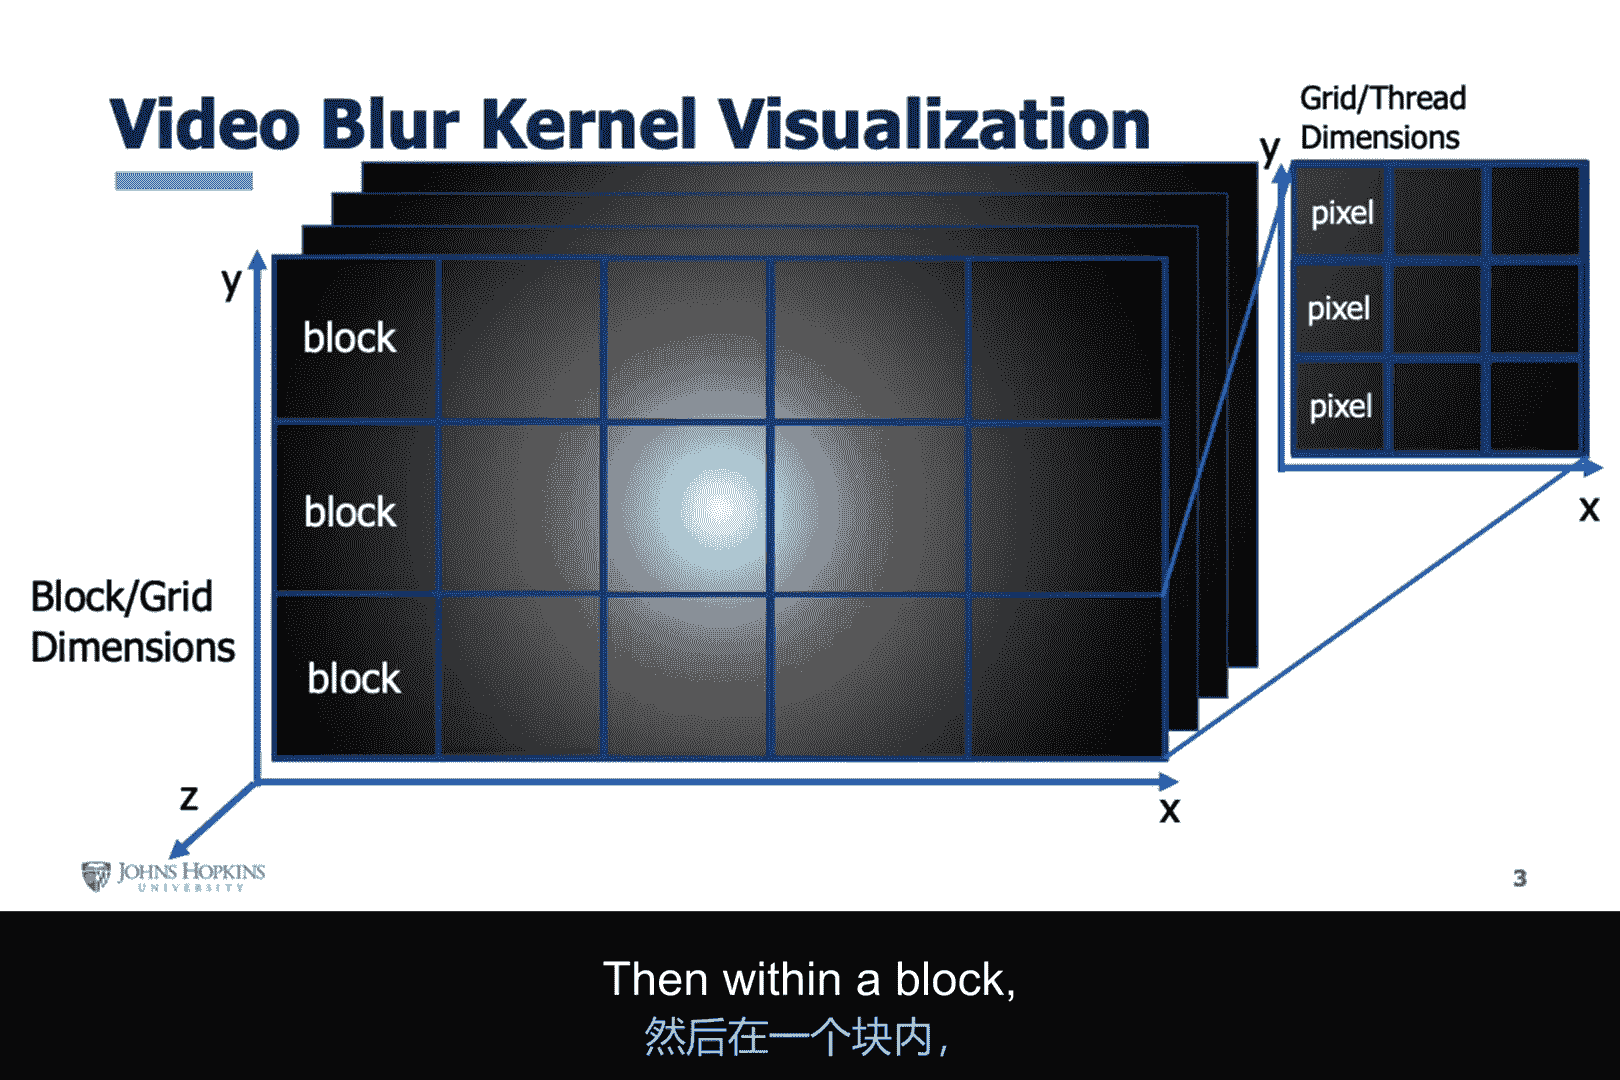 Video Blur Kernel Visualization
Grid/Thread
Dimensions
y
pixel
pixel
pixel
x
y
block
block
block
Block/Grid
Dimensions
z
x
JOHNS HOPKINS
UNIVERSITY
3
Then within a block,
然后在一个块内，